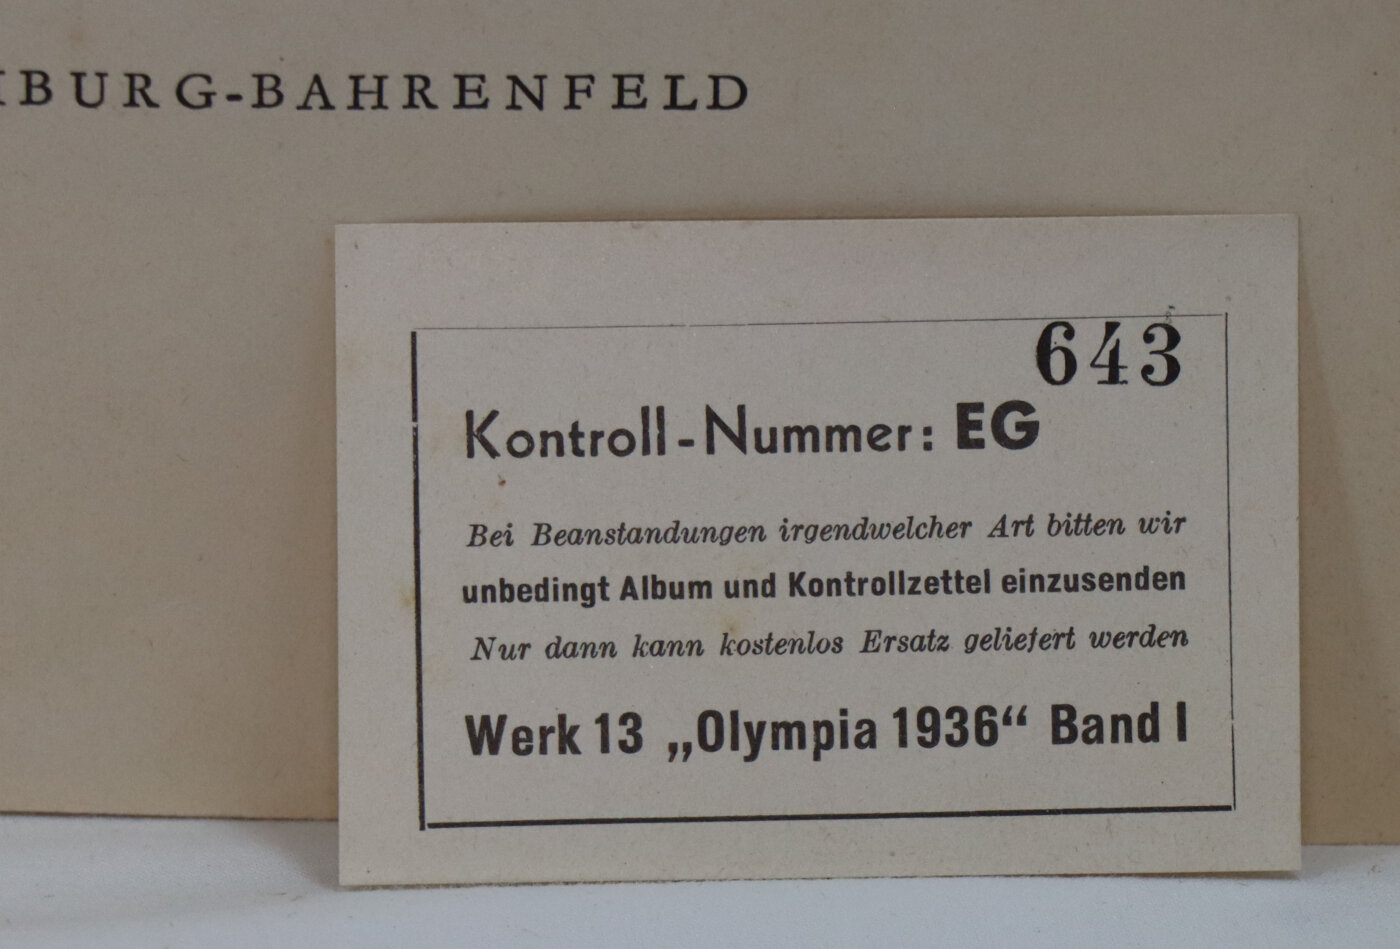 BURG-BAHRENFELD
643
Kontroll-Nummer: EG
Bei Beanstandungen irgendwelcher Art bitten wir
unbedingt Album und Kontrollzettel einzusenden
Nur dann kann kostenlos Ersatz geliefert werden
Werk 13 „Olympia 1936“ Band I